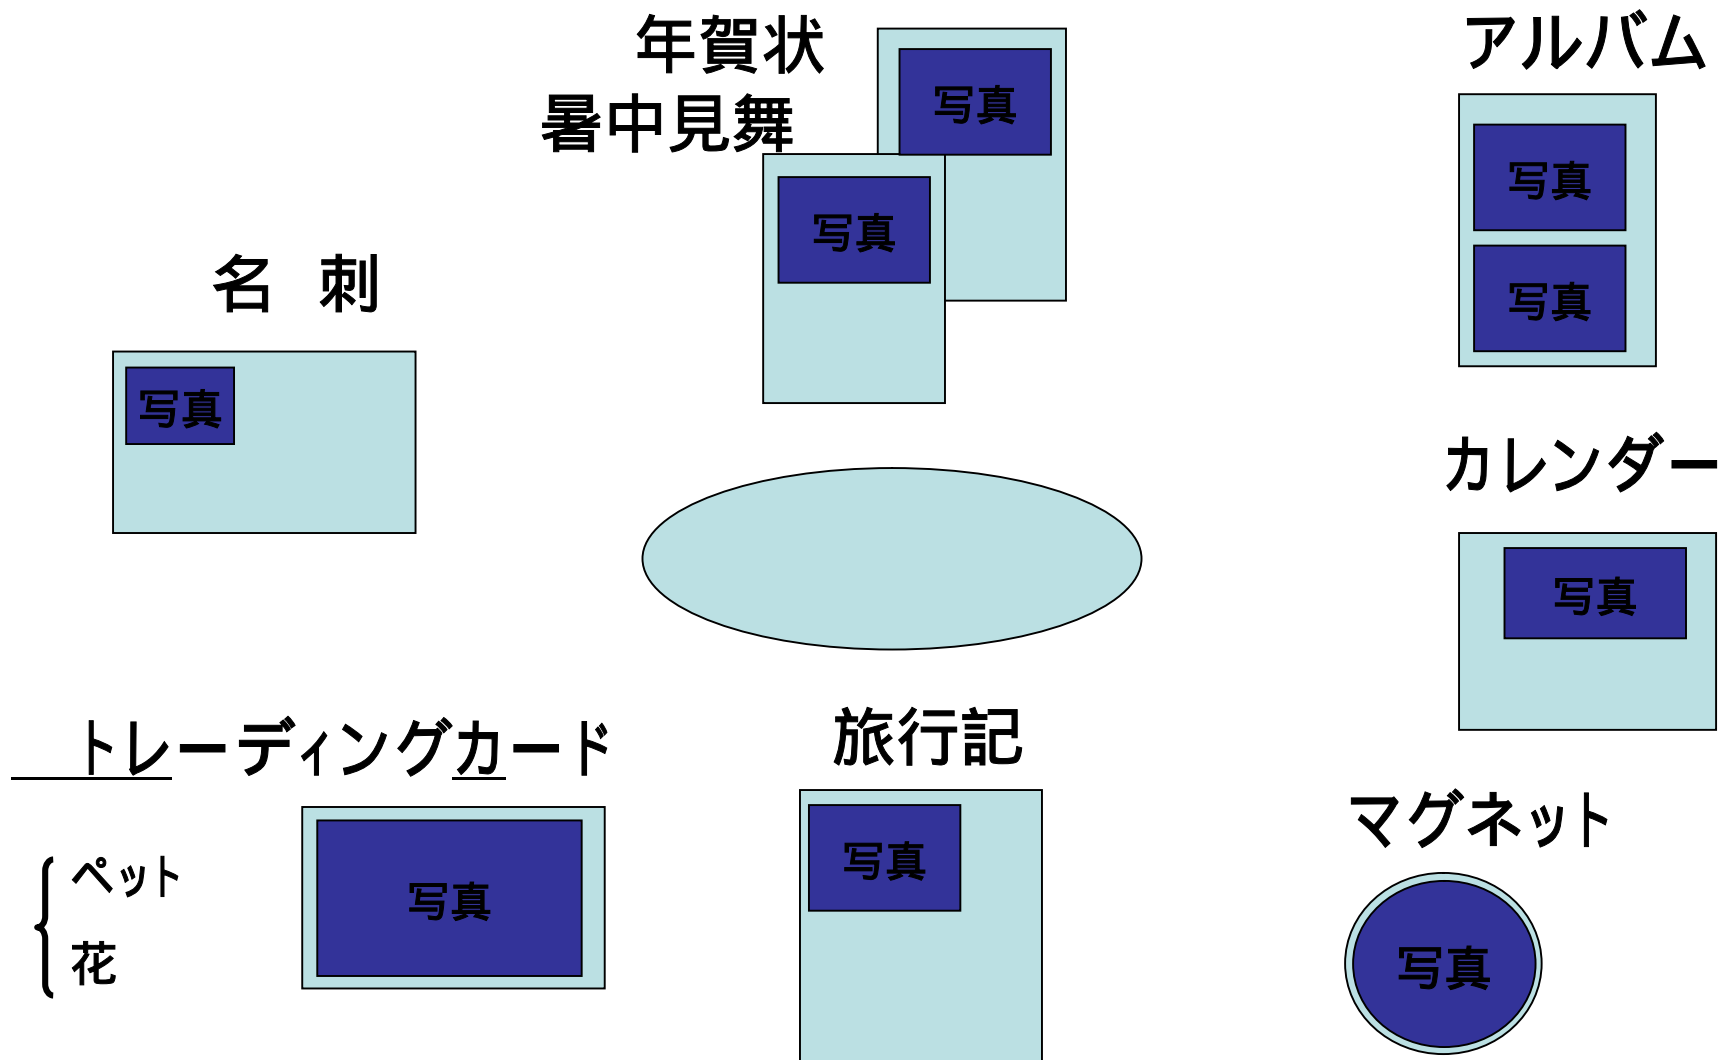 年賀状
暑中見舞
写真
写真
アルバム
写真
写真
名 刺
写真
カレンダー
写真
トレーディングカード
ペット
花
写真
旅行記
写真
マグネット
写真